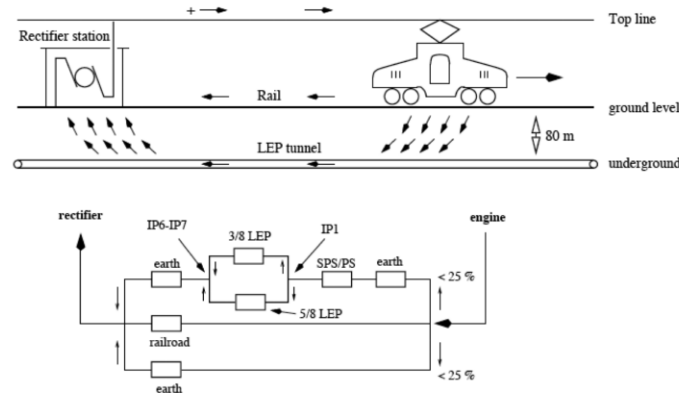 +
Top line
Rectifier station
Rail
ground level
80 m
LEP tunnel
underground
rectifier
engine
IP6-IP7
3/8 LEP
IP1
earth
SPS/PS
earth
< 25 %
5/8 LEP
railroad
< 25 %
earth